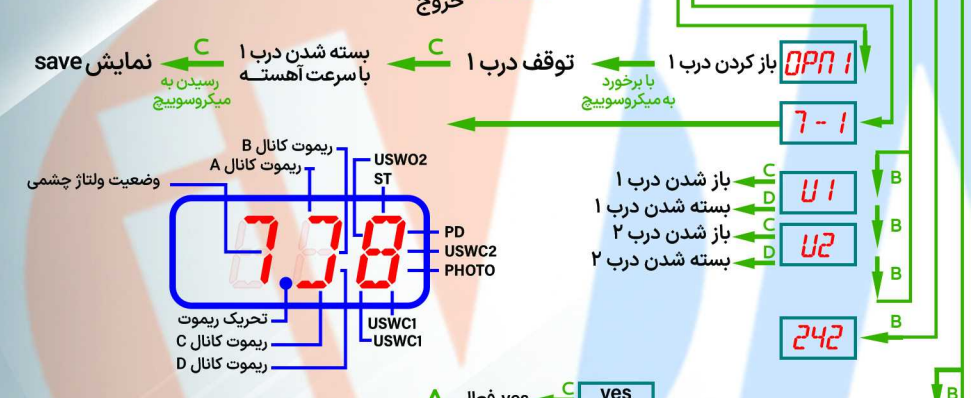 خروج
OPN 1
باز کردن درب ۱
با برخورد
به میکروسوییچ
توقف درب ۱
C
بسته شدن درب ۱
با سرعت آهسته
C
رسیدن به
میکروسوییچ
نمایش save
7-1
ریموت کانال B
ریموت کانال A
وضعیت ولتاژ چشمی
USWO2
ST
PD
USWC2
PHOTO
USWC1
USWC1
تحریک ریموت
ریموت کانال C
ریموت کانال D
U1
C
باز شدن درب ۱
D
بسته شدن درب ۱
U2
C
باز شدن درب ۲
D
بسته شدن درب ۲
B
B
B
B
242
B
yes
C
yes فعال
A